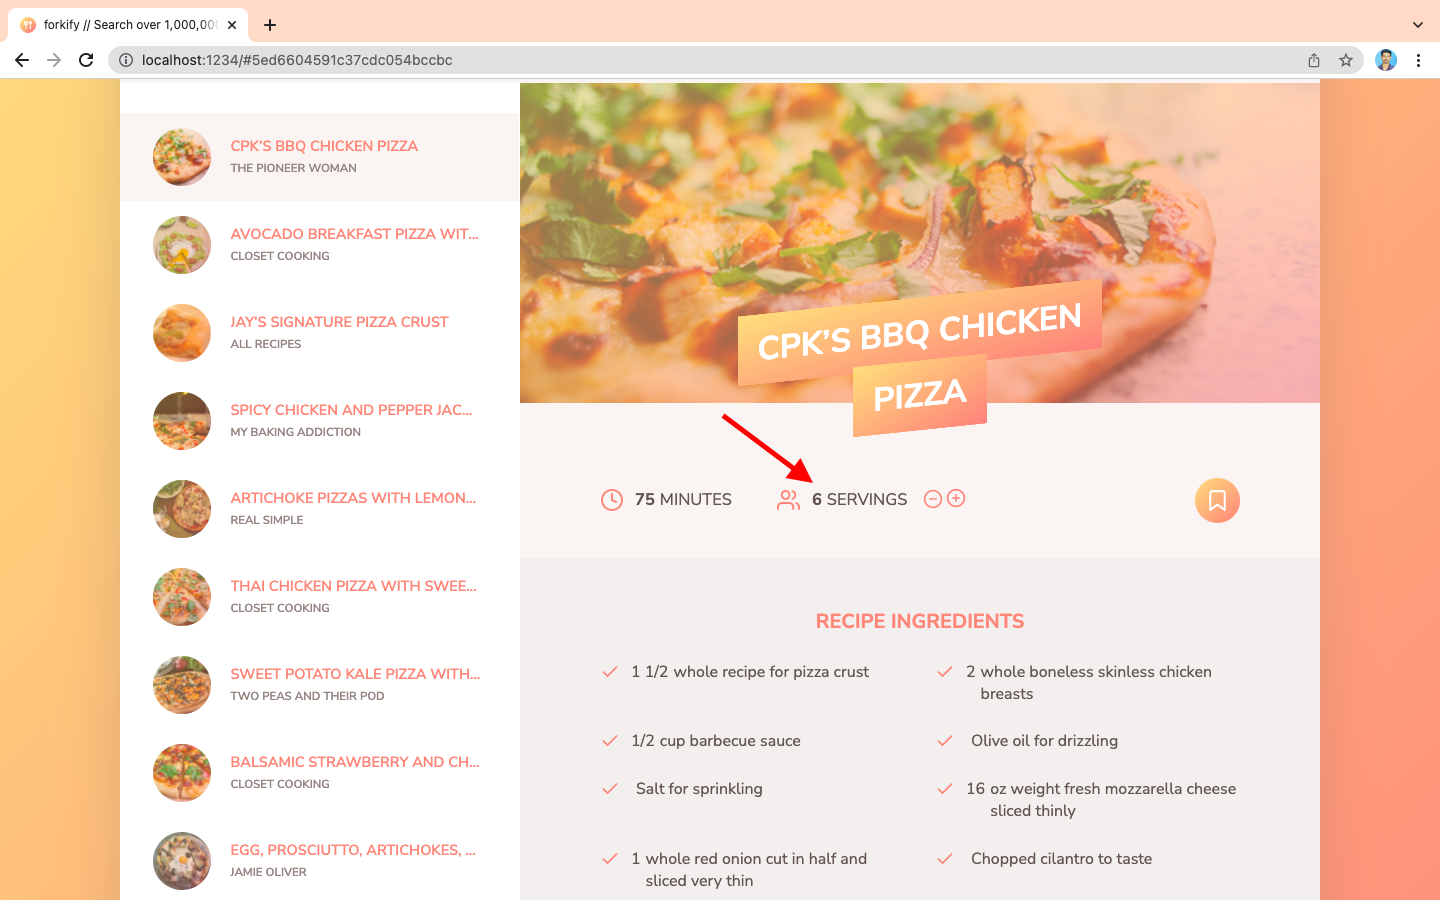 forkify // Search over 1,000,000
localhost:1234/#5ed6604591c37cdc054bccbc
CPK'S BBQ CHICKEN PIZZA
THE PIONEER WOMAN
AVOCADO BREAKFAST PIZZA WIT...
CLOSET COOKING
JAY'S SIGNATURE PIZZA CRUST
ALL RECIPES
SPICY CHICKEN AND PEPPER JAC...
MY BAKING ADDICTION
ARTICHOKE PIZZAS WITH LEMON...
REAL SIMPLE
THAI CHICKEN PIZZA WITH SWEE...
CLOSET COOKING
SWEET POTATO KALE PIZZA WITH...
TWO PEAS AND THEIR POD
BALSAMIC STRAWBERRY AND CH...
CLOSET COOKING
EGG, PROSCIUTTO, ARTICHOKES, ...
JAMIE OLIVER
CPK'S BBQ CHICKEN
PIZZA
75 MINUTES
6 SERVINGS
RECIPE INGREDIENTS
1 1/2 whole recipe for pizza crust
2 whole boneless skinless chicken
breasts
1/2 cup barbecue sauce
Olive oil for drizzling
Salt for sprinkling
16 oz weight fresh mozzarella cheese
sliced thinly
1 whole red onion cut in half and
sliced very thin
Chopped cilantro to taste